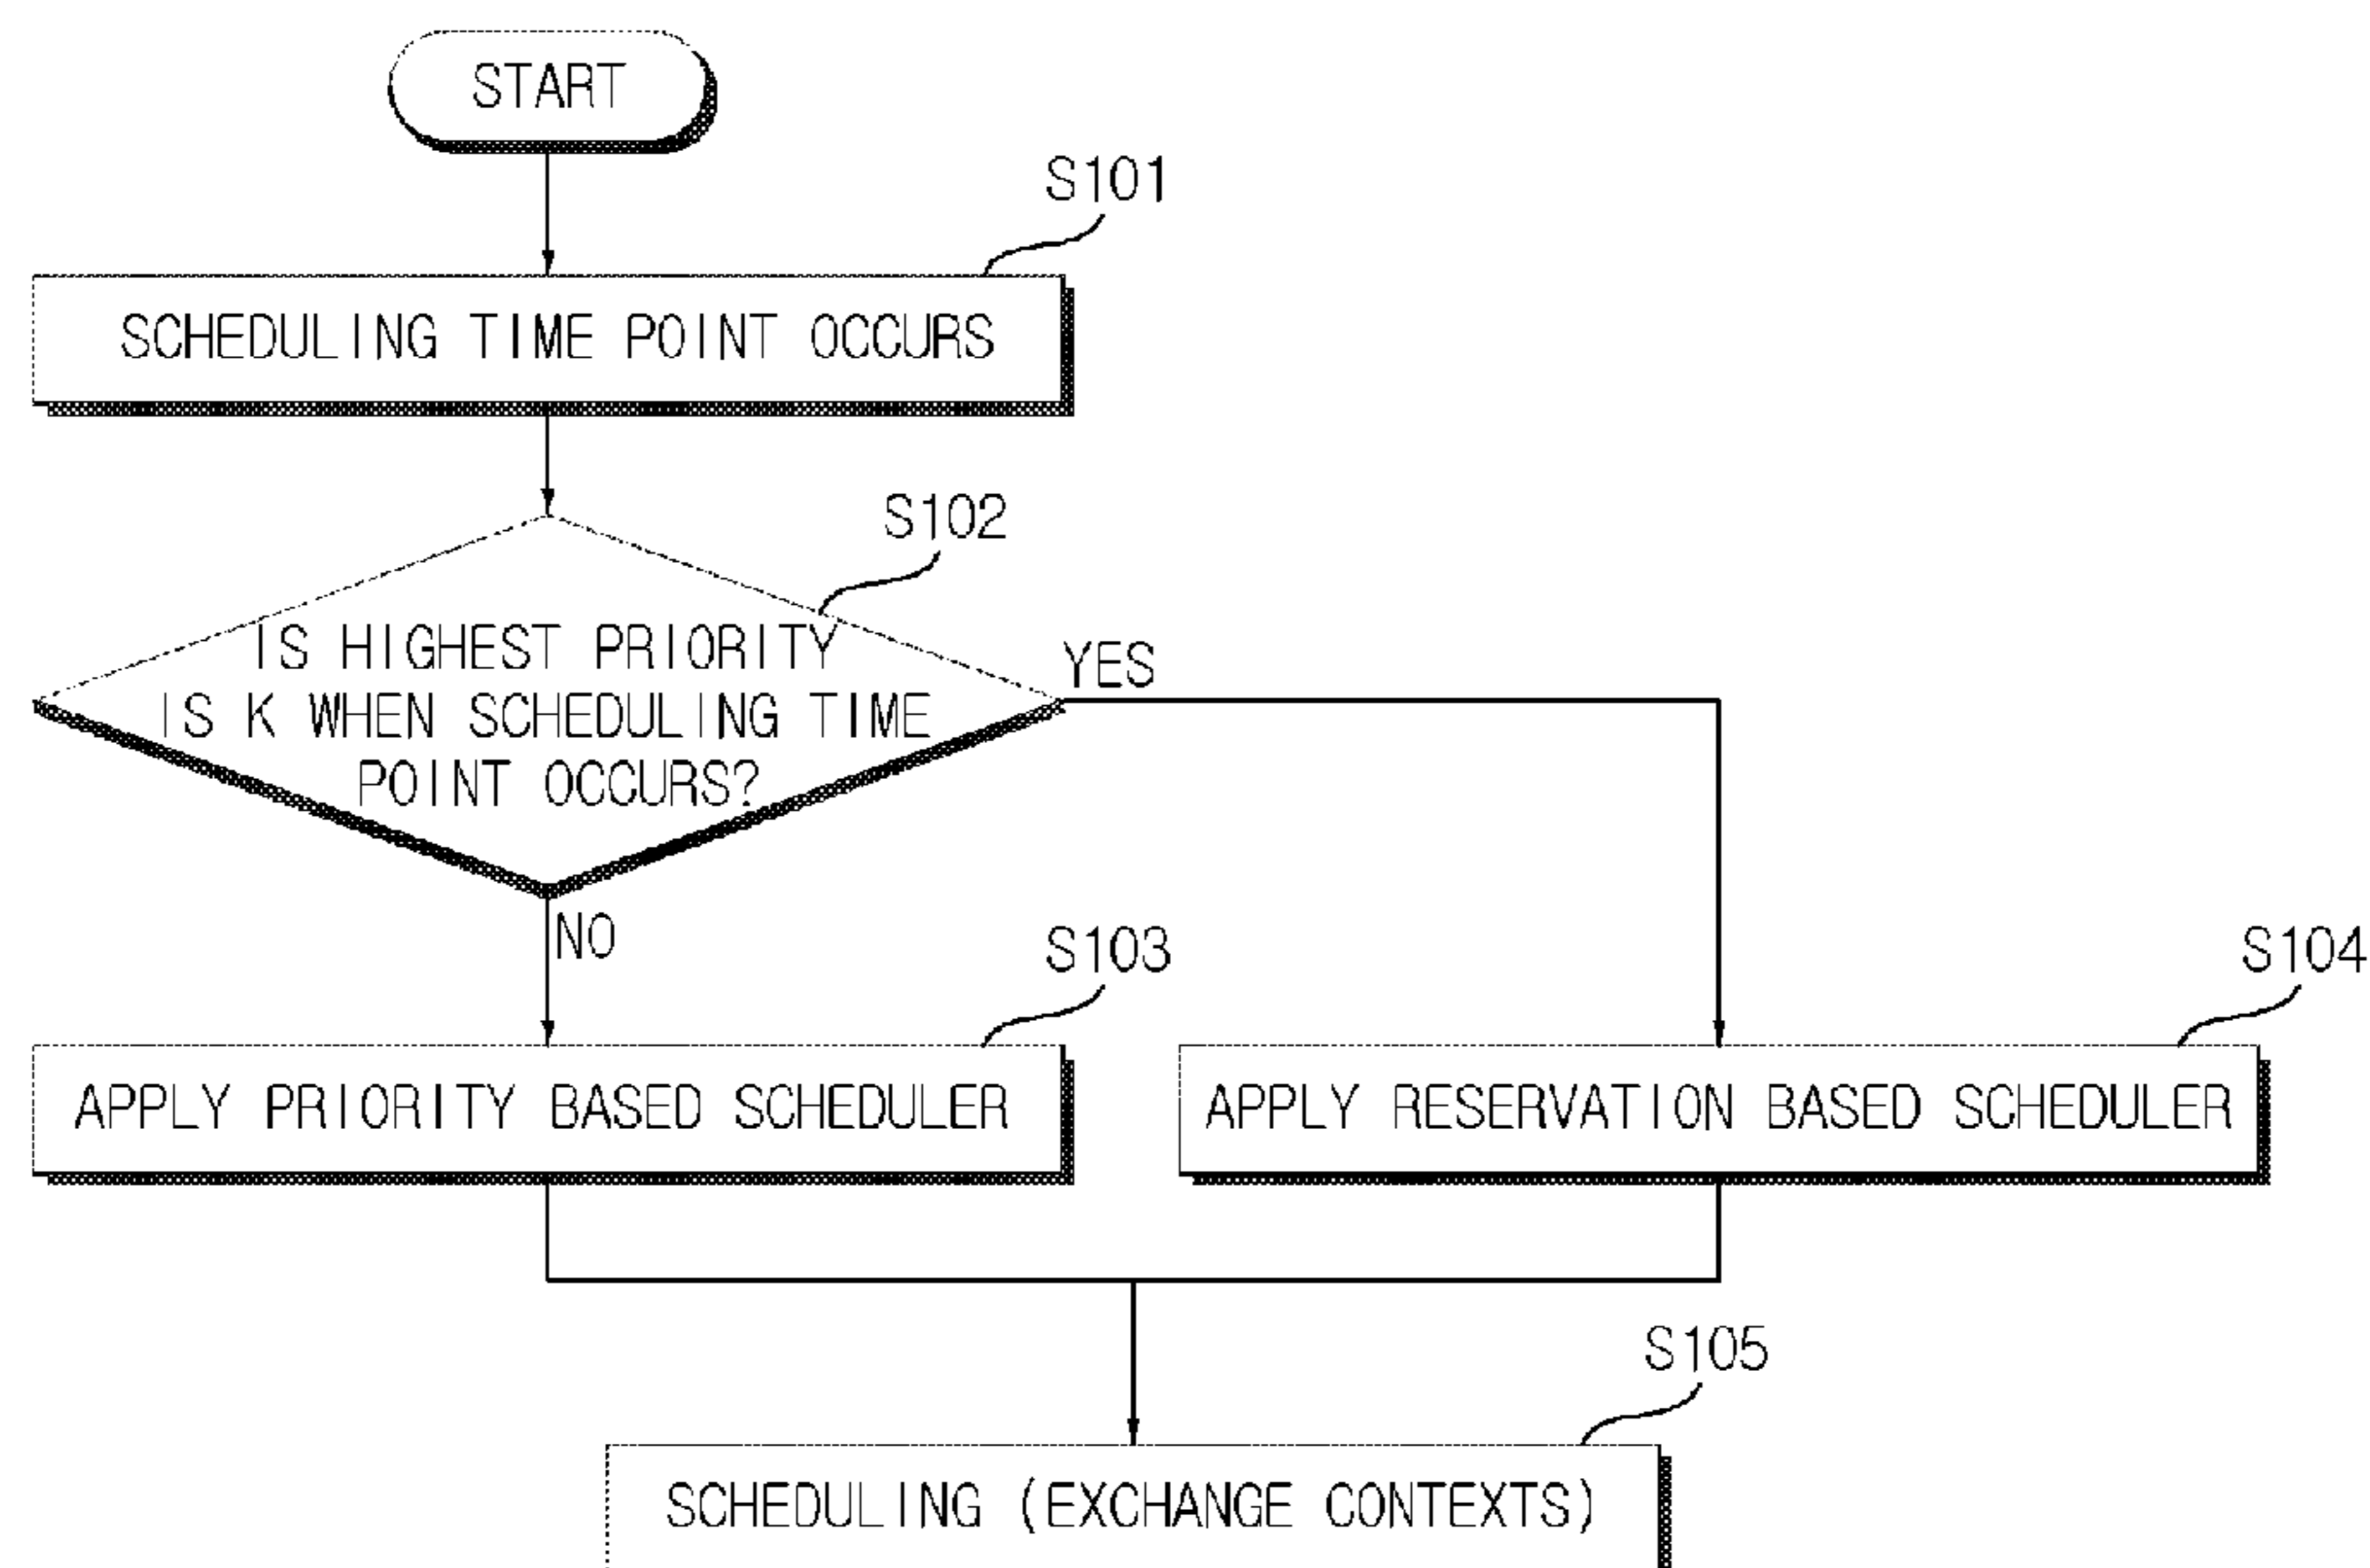 START
S101
SCHEDULING TIME POINT OCCURS
S102
IS HIGHEST PRIORITY
IS K WHEN SCHEDULING TIME
POINT OCCURS?
YES
NO
S103
S104
APPLY PRIORITY BASED SCHEDULER
APPLY RESERVATION BASED SCHEDULER
S105
SCHEDULING (EXCHANGE CONTEXTS)